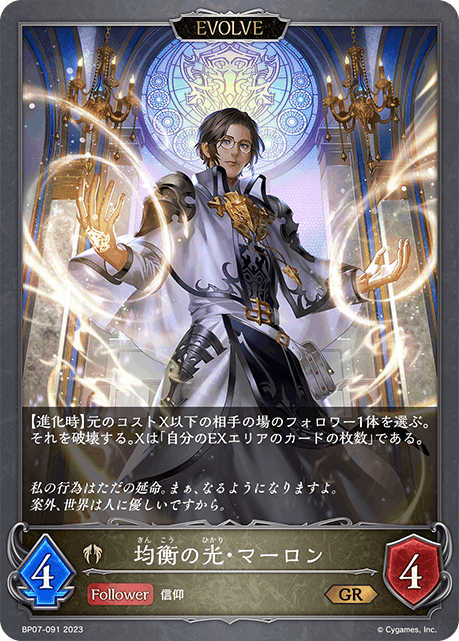 EVOLVE
【進化時】元のコストX以下の相手の場のフォロワー1体を選ぶ。
それを破壊する。Xは「自分のEXエリアのカードの枚数」である。
私の行為はただの延命。まぁ、なるようになりますよ。
案外、世界は人に優しいですから。
きん こう ひかり
均衡の光・マーロン
4
Follower 信仰
GR
4
BP07-091 2023
© Cygames, Inc.